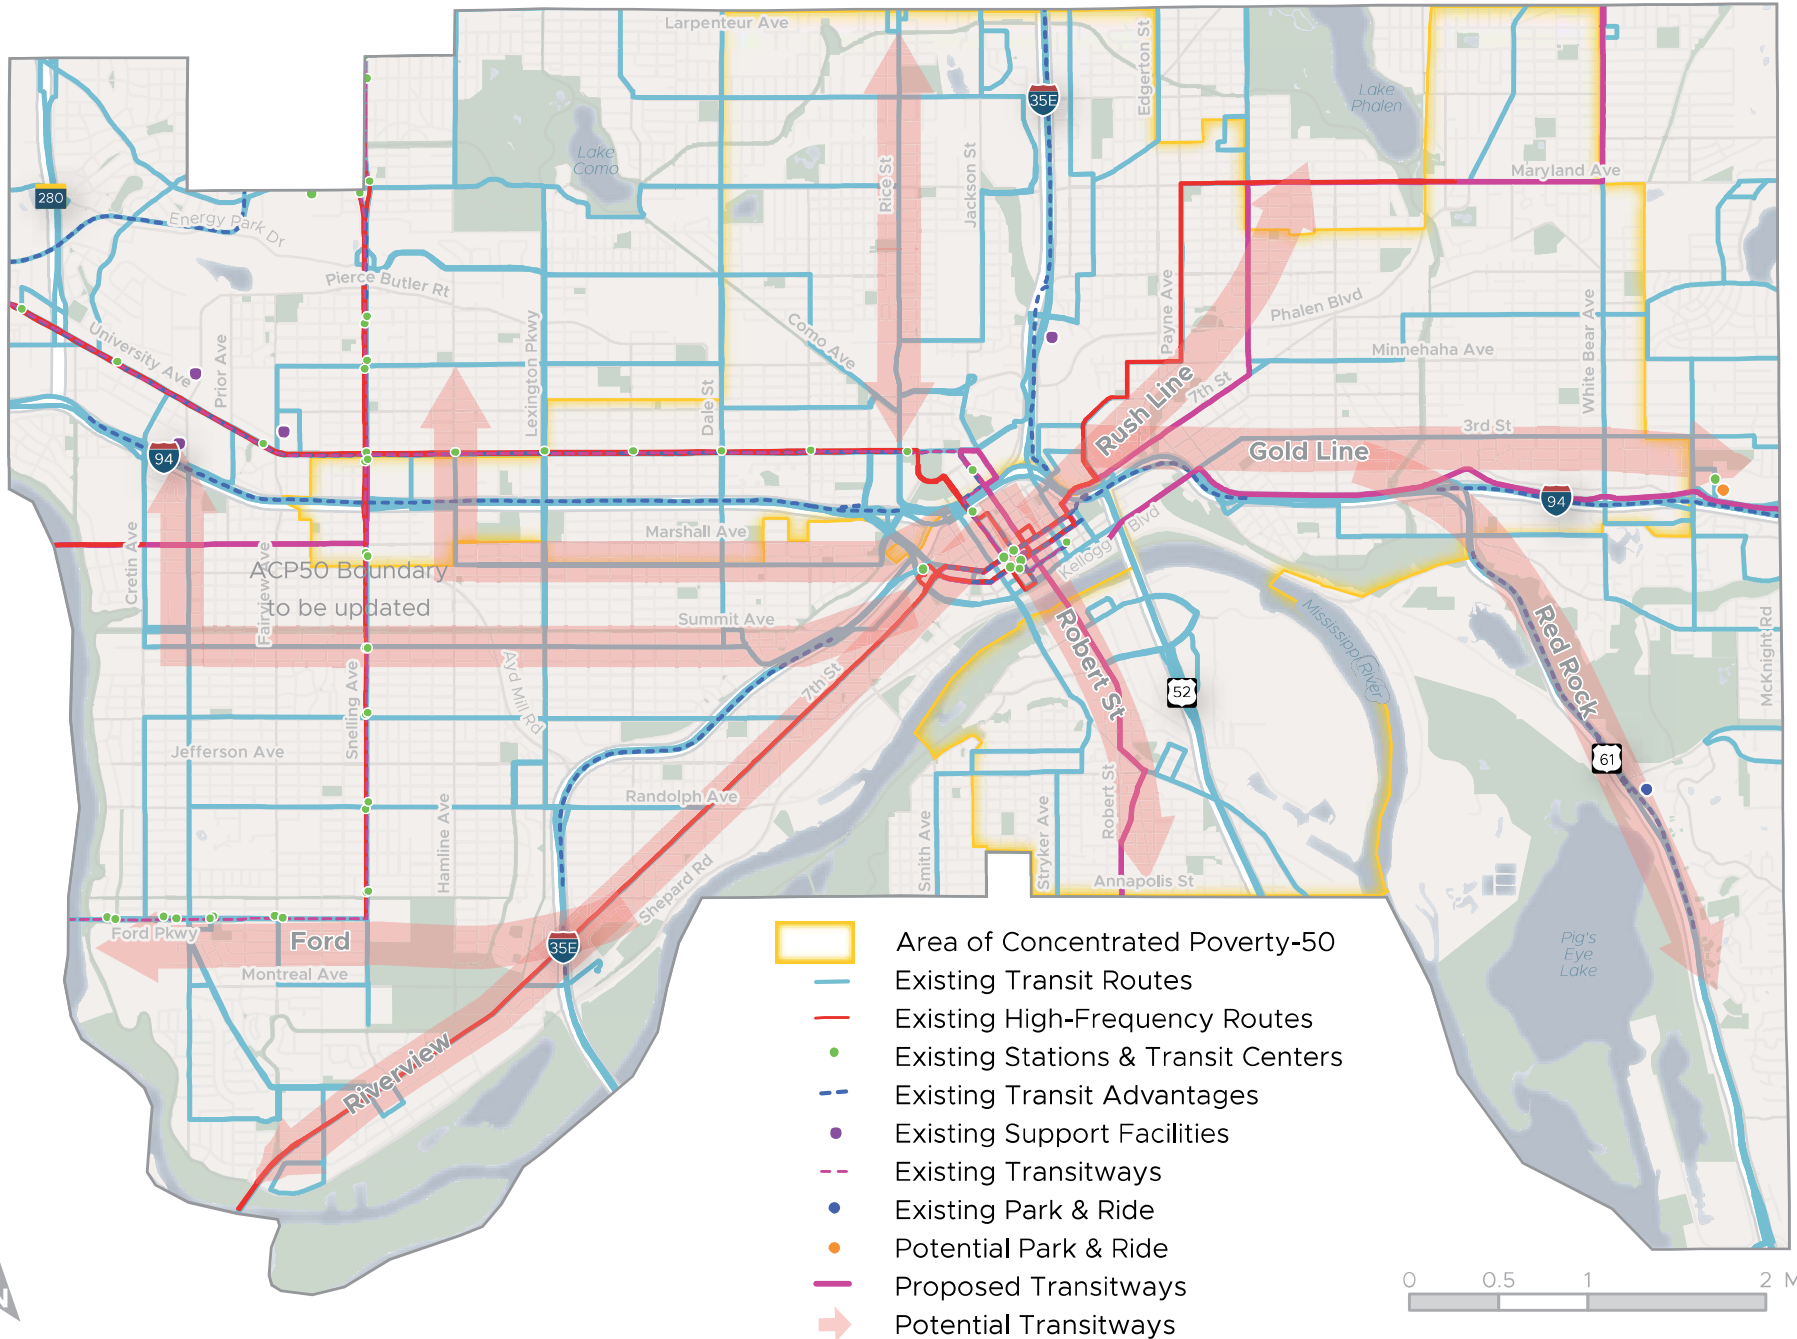 Larpenteur Ave
Edgerton St
35E
Lake
Phalen
Lake
Como
Maryland Ave
Rice St
Jackson St
280
Energy Park Dr
Pierce Butler Rt
Payne Ave
Phalen Blvd
University Ave
Prior Ave
Lexington Pkwy
Como Ave
Dale St
Minnehaha Ave
White Bear Ave
7th St
Rush Line
3rd St
Gold Line
94
94
Marshall Ave
Kellogg Blvd
Cretin Ave
Fairview Ave
ACP50 Boundary
to be updated
Summit Ave
Mississippi River
Robert St
Red Rock
McKnight Rd
Ayd Mill Rd
Snelling Ave
7th St
52
Jefferson Ave
61
Randolph Ave
Hamline Ave
Smith Ave
Stryker Ave
Robert St
Shepard Rd
Annapolis St
Ford Pkwy
Ford
35E
Montreal Ave
Pig's
Eye
Lake
Riverview
Area of Concentrated Poverty-50
Existing Transit Routes
Existing High-Frequency Routes
Existing Stations & Transit Centers
Existing Transit Advantages
Existing Support Facilities
Existing Transitways
Existing Park & Ride
Potential Park & Ride
Proposed Transitways
Potential Transitways
0 0.5 1 2 M
N